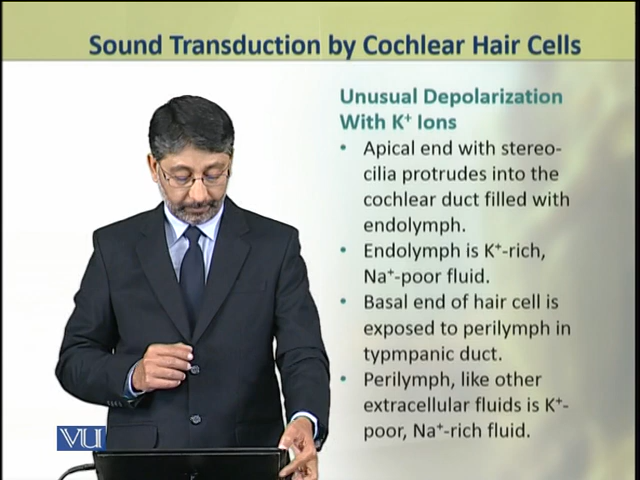 Sound Transduction by Cochlear Hair Cells
Unusual Depolarization
With K⁺ Ions
• Apical end with stereo-
cilia protrudes into the
cochlear duct filled with
endolymph.
• Endolymph is K⁺-rich,
Na⁺-poor fluid.
• Basal end of hair cell is
exposed to perilymph in
typmpanic duct.
• Perilymph, like other
extracellular fluids is K⁺-
poor, Na⁺-rich fluid.
VU